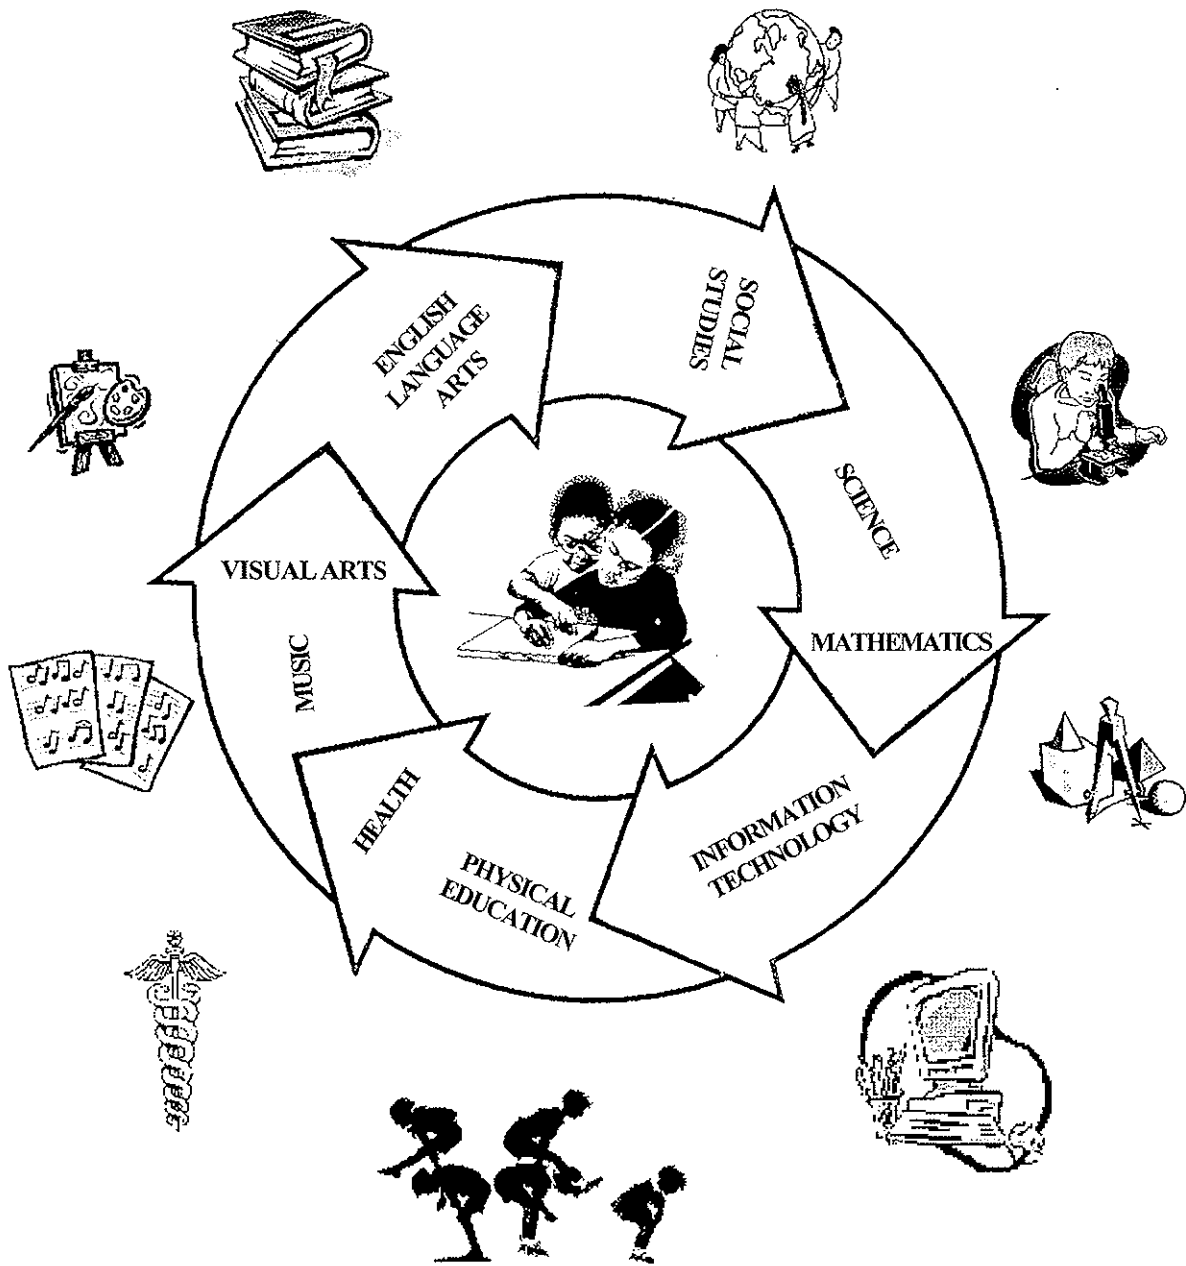 ENGLISH
LANGUAGE
ARTS
SOCIAL
STUDIES
SCIENCE
MATHEMATICS
INFORMATION
TECHNOLOGY
PHYSICAL
EDUCATION
HEALTH
MUSIC
VISUAL ARTS